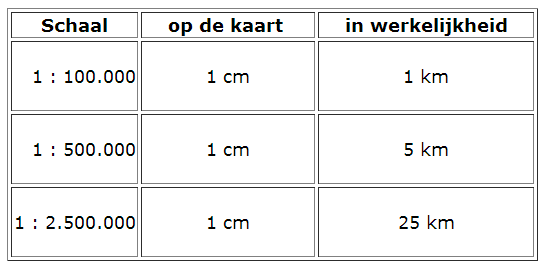 Schaal op de kaart in werkelijkheid
1 : 100.000 1 cm 1 km
1 : 500.000 1 cm 5 km
1 : 2.500.000 1 cm 25 km